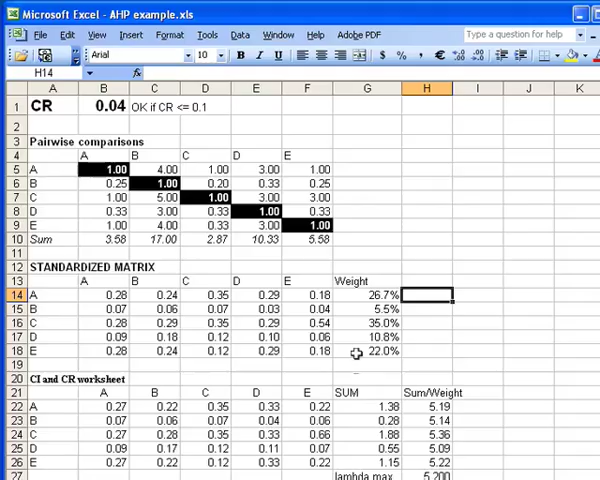 Microsoft Excel - AHP example.xls
File Edit View Insert Format Tools Data Window Help Adobe PDF Type a question for help
Arial 10 B I U $ % , €
H14 fx
A B C D E F G H I J K
1 CR 0.04 OK if CR <= 0.1
2
3 Pairwise comparisons
4 A B C D E
5 A 1.00 4.00 1.00 3.00 1.00
6 B 0.25 1.00 0.20 0.33 0.25
7 C 1.00 5.00 1.00 3.00 3.00
8 D 0.33 3.00 0.33 1.00 0.33
9 E 1.00 4.00 0.33 3.00 1.00
10 Sum 3.58 17.00 2.87 10.33 5.58
11
12 STANDARDIZED MATRIX
13 A B C D E Weight
14 A 0.28 0.24 0.35 0.29 0.18 26.7%
15 B 0.07 0.06 0.07 0.03 0.04 5.5%
16 C 0.28 0.29 0.35 0.29 0.54 35.0%
17 D 0.09 0.18 0.12 0.10 0.06 10.8%
18 E 0.28 0.24 0.12 0.29 0.18 22.0%
19
20 CI and CR worksheet
21 A B C D E SUM Sum/Weight
22 A 0.27 0.22 0.35 0.33 0.22 1.38 5.19
23 B 0.07 0.06 0.07 0.04 0.06 0.28 5.14
24 C 0.27 0.28 0.35 0.33 0.66 1.88 5.36
25 D 0.09 0.17 0.12 0.11 0.07 0.55 5.09
26 E 0.27 0.22 0.12 0.33 0.22 1.15 5.22
27 lambda max 5.200